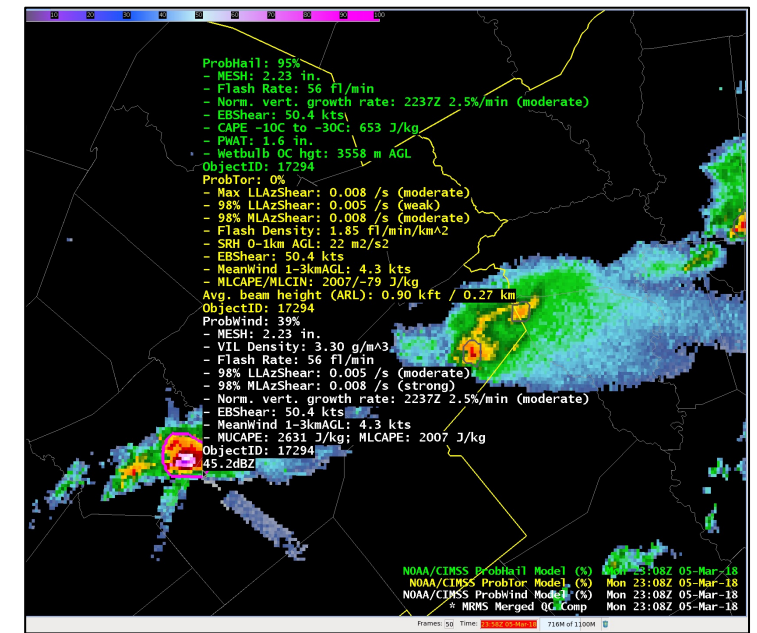 10 20 30 40 50 60 70 80 90 100
ProbHail: 95%
- MESH: 2.23 in.
- Flash Rate: 56 fl/min
- Norm. vert. growth rate: 2237Z 2.5%/min (moderate)
- EBShear: 50.4 kts
- CAPE -10C to -30C: 653 J/kg
- PWAT: 1.6 in.
- Wetbulb 0C hgt: 3558 m AGL
ObjectID: 17294
ProbTor: 0%
- Max LLAzShear: 0.008 /s (moderate)
- 98% LLAzShear: 0.005 /s (weak)
- 98% MLAzShear: 0.008 /s (moderate)
- Flash Density: 1.85 fl/min/km^2
- SRH 0-1km AGL: 22 m2/s2
- EBShear: 50.4 kts
- MeanWind 1-3kmAGL: 4.3 kts
- MLCAPE/MLCIN: 2007/-79 J/kg
Avg. beam height (ARL): 0.90 kft / 0.27 km
ObjectID: 17294
ProbWind: 39%
- MESH: 2.23 in.
- VIL Density: 3.30 g/m^3
- Flash Rate: 56 fl/min
- 98% LLAzShear: 0.005 /s (moderate)
- 98% MLAzShear: 0.008 /s (strong)
- Norm. vert. growth rate: 2237Z 2.5%/min (moderate)
- EBShear: 50.4 kts
- MeanWind 1-3kmAGL: 4.3 kts
- MUCAPE: 2631 J/kg; MLCAPE: 2007 J/kg
ObjectID: 17294
45.2dBZ
NOAA/CIMSS ProbHail Model (%) Mon 23:08Z 05-Mar-18
NOAA/CIMSS ProbTor Model (%) Mon 23:08Z 05-Mar-18
NOAA/CIMSS ProbWind Model (%) Mon 23:08Z 05-Mar-18
* MRMS Merged QC Comp Mon 23:08Z 05-Mar-18
Frames: 50 Time: 23:58Z 05-Mar-18 716M of 1100M